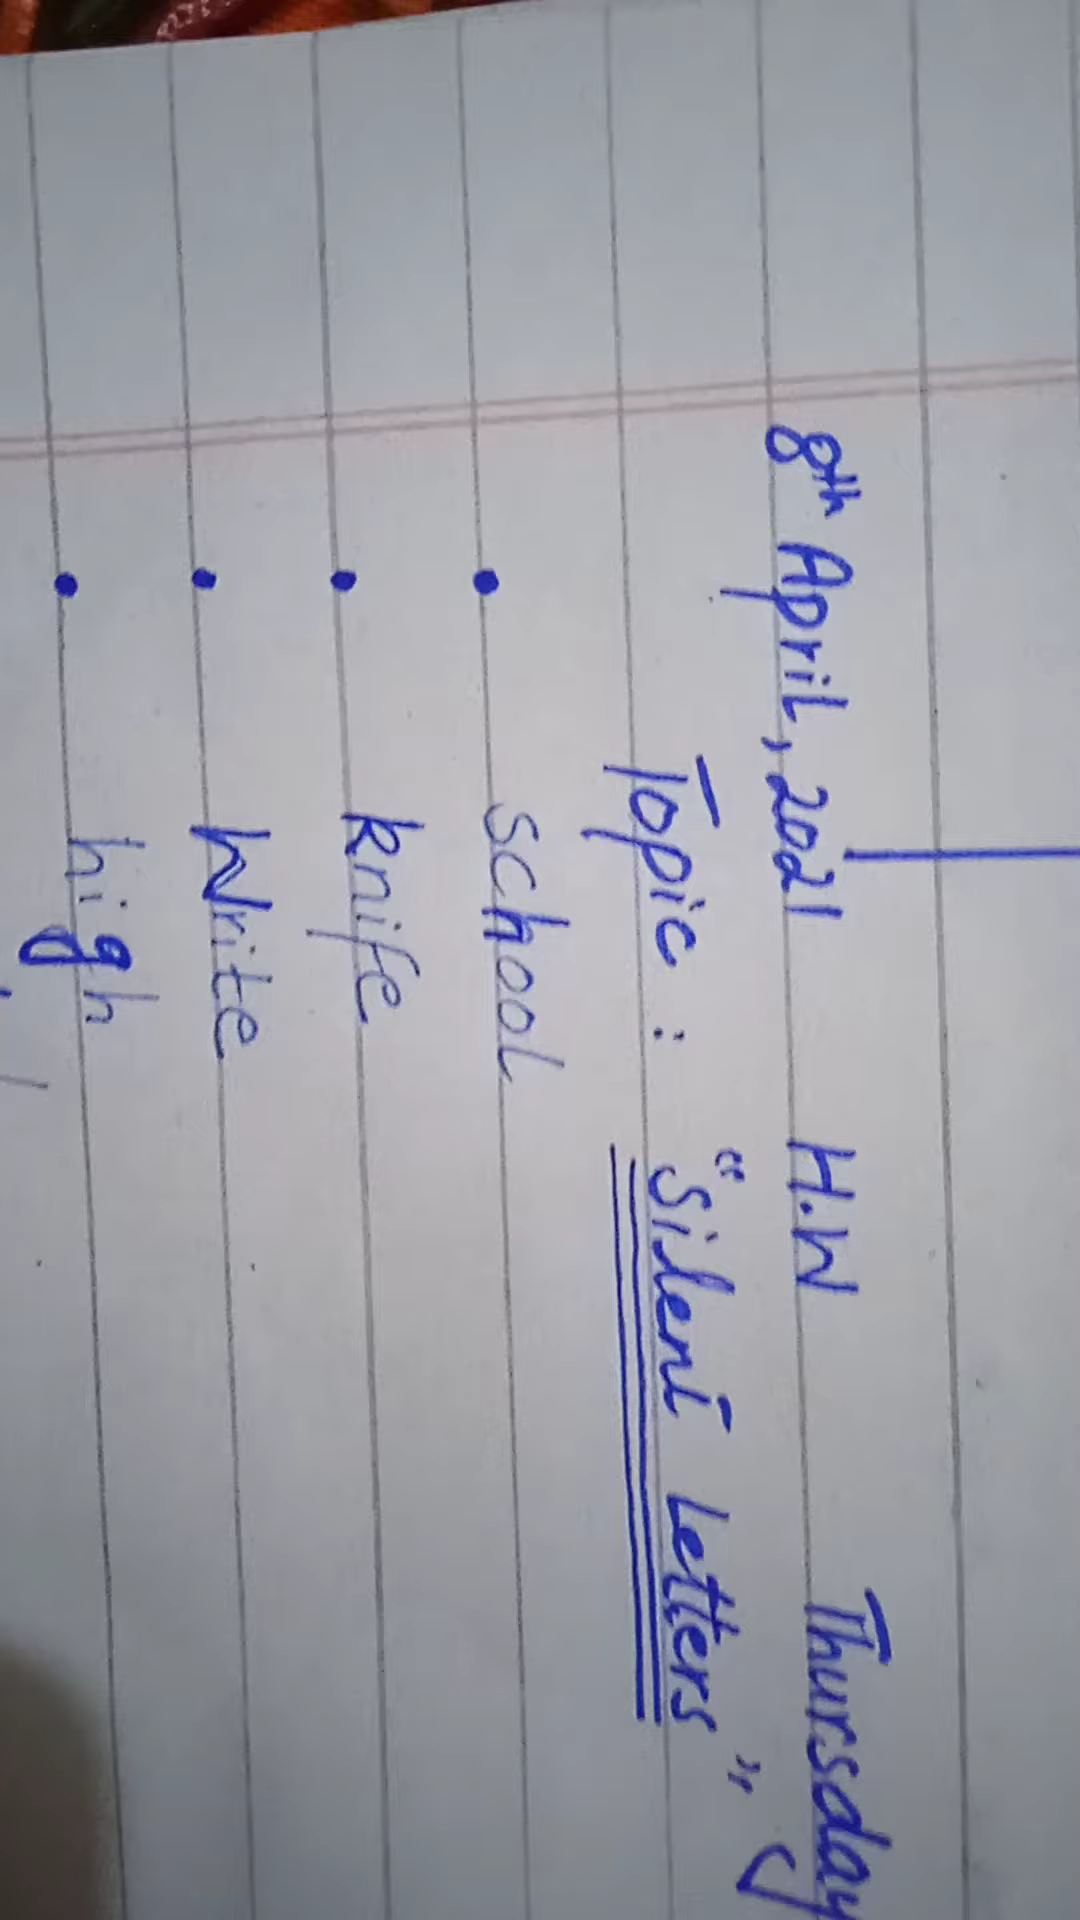 8th April, 2021 H.W Thursday
Topic : "Silent Letters"
• school
• knife
• Write
• high